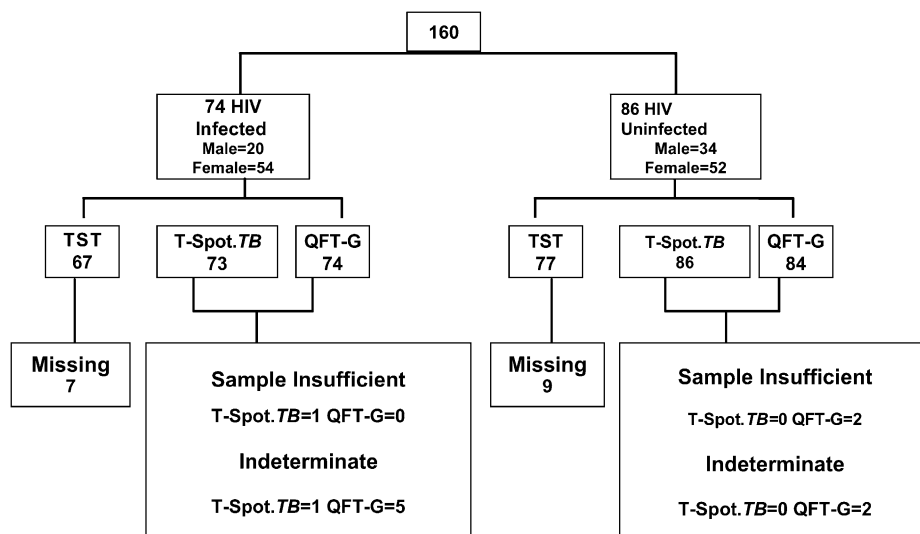 160
74 HIV
Infected
Male=20
Female=54
86 HIV
Uninfected
Male=34
Female=52
TST
67
T-Spot.TB
73
QFT-G
74
TST
77
T-Spot.TB
86
QFT-G
84
Missing
7
Sample Insufficient
T-Spot.TB=1 QFT-G=0
Indeterminate
T-Spot.TB=1 QFT-G=5
Missing
9
Sample Insufficient
T-Spot.TB=0 QFT-G=2
Indeterminate
T-Spot.TB=0 QFT-G=2